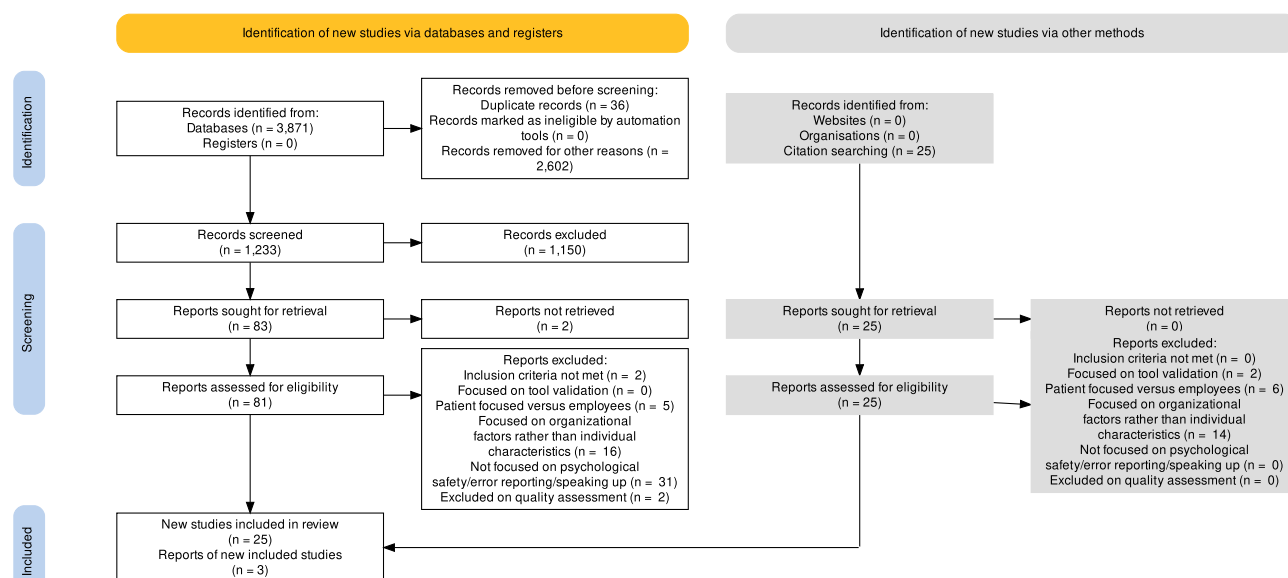 Identification of new studies via databases and registers
Identification of new studies via other methods
Identification
Records identified from:
Databases (n = 3,871)
Registers (n = 0)
Records removed before screening:
Duplicate records (n = 36)
Records marked as ineligible by automation
tools (n = 0)
Records removed for other reasons (n =
2,602)
Records identified from:
Websites (n = 0)
Organisations (n = 0)
Citation searching (n = 25)
Screening
Records screened
(n = 1,233)
Records excluded
(n = 1,150)
Reports sought for retrieval
(n = 83)
Reports not retrieved
(n = 2)
Reports sought for retrieval
(n = 25)
Reports not retrieved
(n = 0)
Reports assessed for eligibility
(n = 81)
Reports excluded:
Inclusion criteria not met (n = 2)
Focused on tool validation (n = 0)
Patient focused versus employees (n = 5)
Focused on organizational
factors rather than individual
characteristics (n = 16)
Not focused on psychological
safety/error reporting/speaking up (n = 31)
Excluded on quality assessment (n = 2)
Reports assessed for eligibility
(n = 25)
Reports excluded:
Inclusion criteria not met (n = 0)
Focused on tool validation (n = 2)
Patient focused versus employees (n = 6)
Focused on organizational
factors rather than individual
characteristics (n = 14)
Not focused on psychological
safety/error reporting/speaking up (n = 0)
Excluded on quality assessment (n = 0)
Included
New studies included in review
(n = 25)
Reports of new included studies
(n = 3)